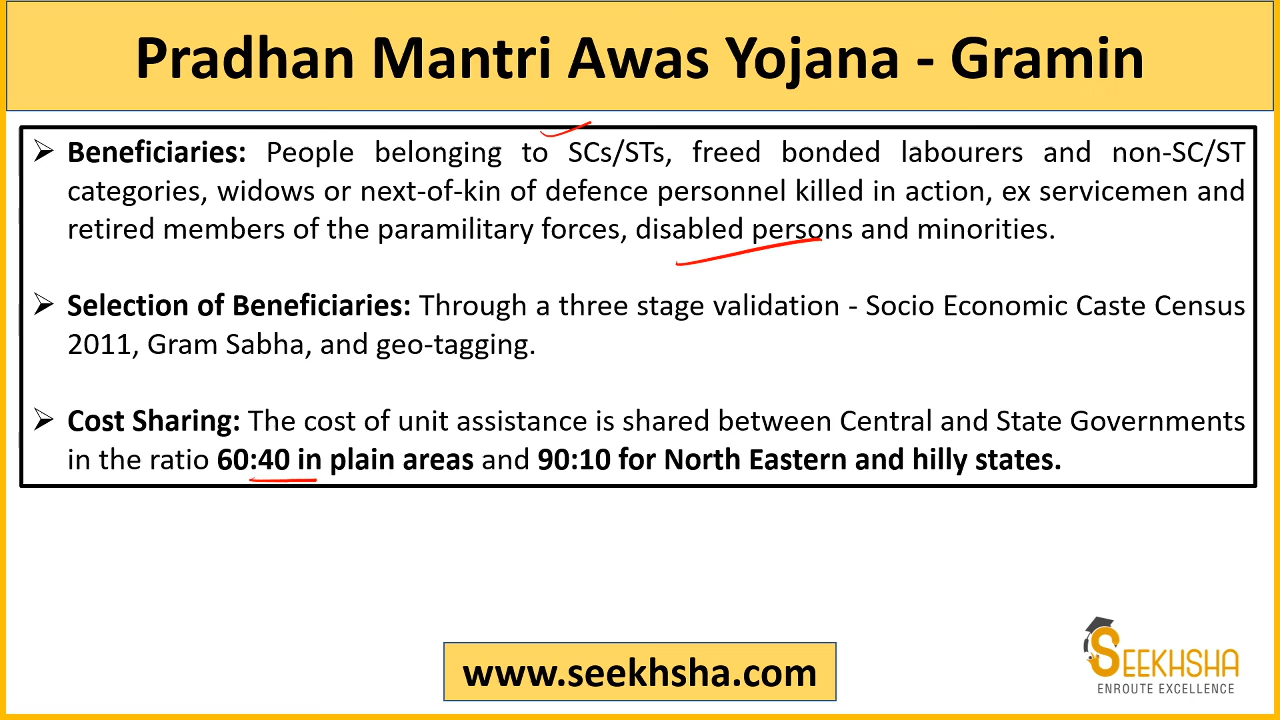 Pradhan Mantri Awas Yojana - Gramin
➢ Beneficiaries: People belonging to SCs/STs, freed bonded labourers and non-SC/ST
categories, widows or next-of-kin of defence personnel killed in action, ex servicemen and
retired members of the paramilitary forces, disabled persons and minorities.
➢ Selection of Beneficiaries: Through a three stage validation - Socio Economic Caste Census
2011, Gram Sabha, and geo-tagging.
➢ Cost Sharing: The cost of unit assistance is shared between Central and State Governments
in the ratio 60:40 in plain areas and 90:10 for North Eastern and hilly states.
www.seekhsha.com
SEEKHSHA
ENROUTE EXCELLENCE